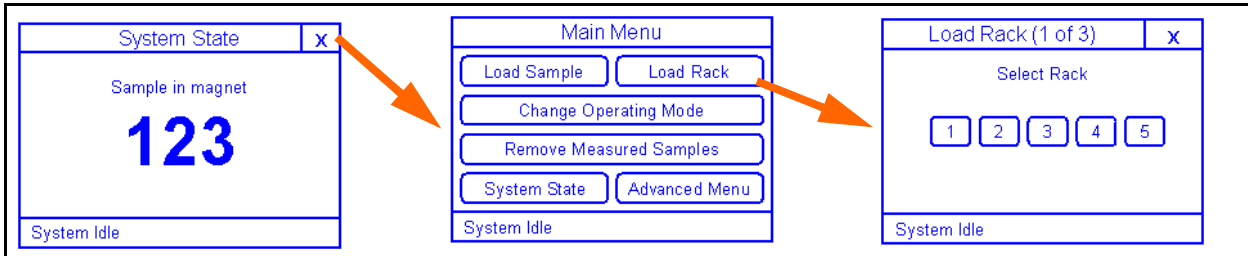 System State x
Sample in magnet
123
System Idle
Main Menu
Load Sample Load Rack
Change Operating Mode
Remove Measured Samples
System State Advanced Menu
System Idle
Load Rack (1 of 3) x
Select Rack
1 2 3 4 5
System Idle